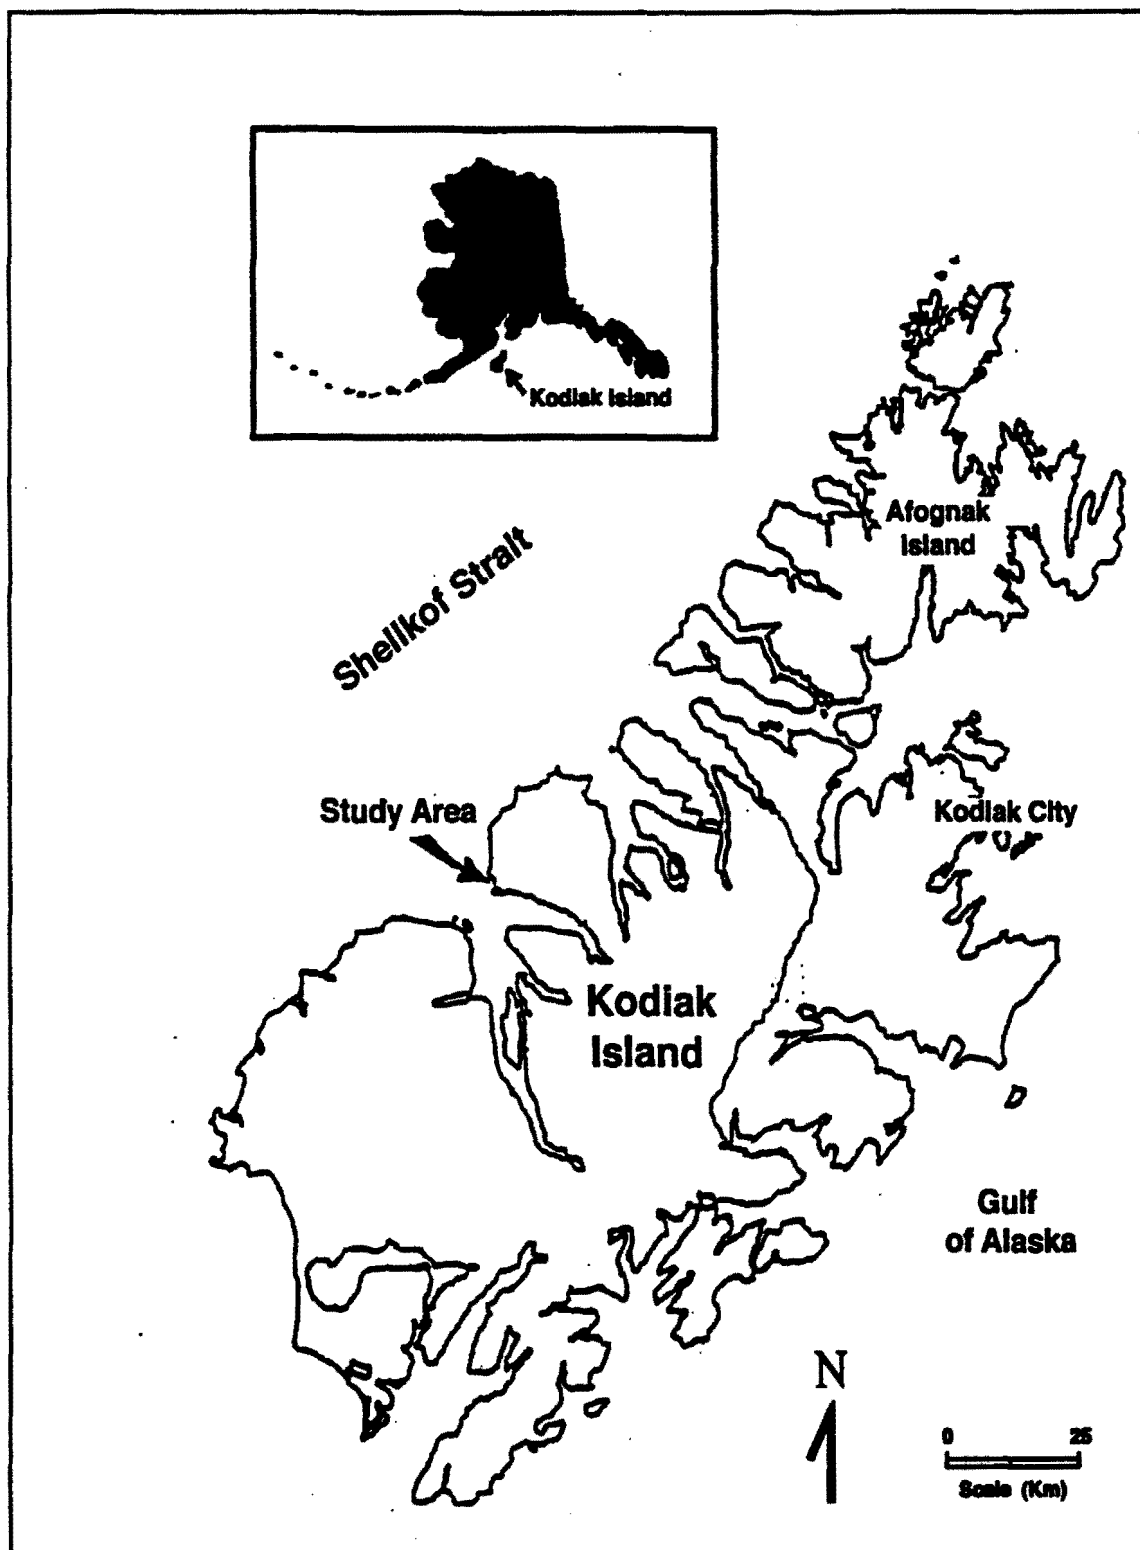 Kodiak Island
Afognak
Island
Shelikof Strait
Study Area
Kodiak City
Kodiak
Island
Gulf
of Alaska
N
0 25
Scale (Km)